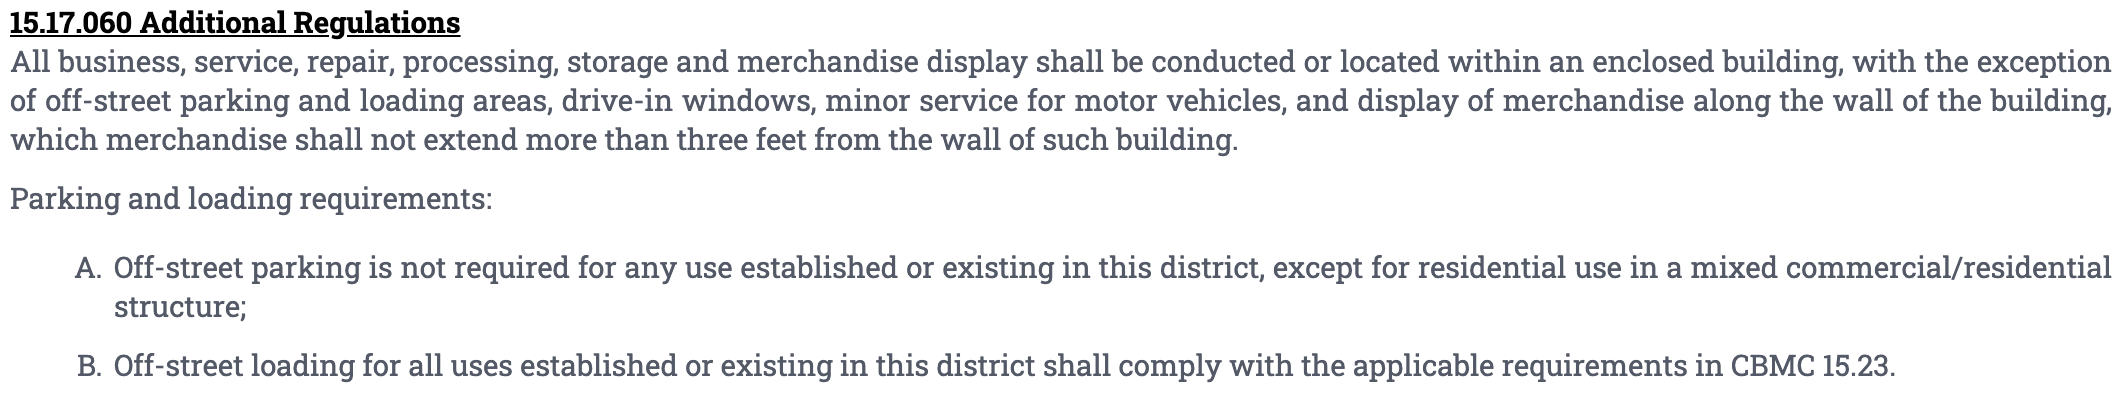 15.17.060 Additional Regulations
All business, service, repair, processing, storage and merchandise display shall be conducted or located within an enclosed building, with the exception
of off-street parking and loading areas, drive-in windows, minor service for motor vehicles, and display of merchandise along the wall of the building,
which merchandise shall not extend more than three feet from the wall of such building.
Parking and loading requirements:
A. Off-street parking is not required for any use established or existing in this district, except for residential use in a mixed commercial/residential
structure;
B. Off-street loading for all uses established or existing in this district shall comply with the applicable requirements in CBMC 15.23.